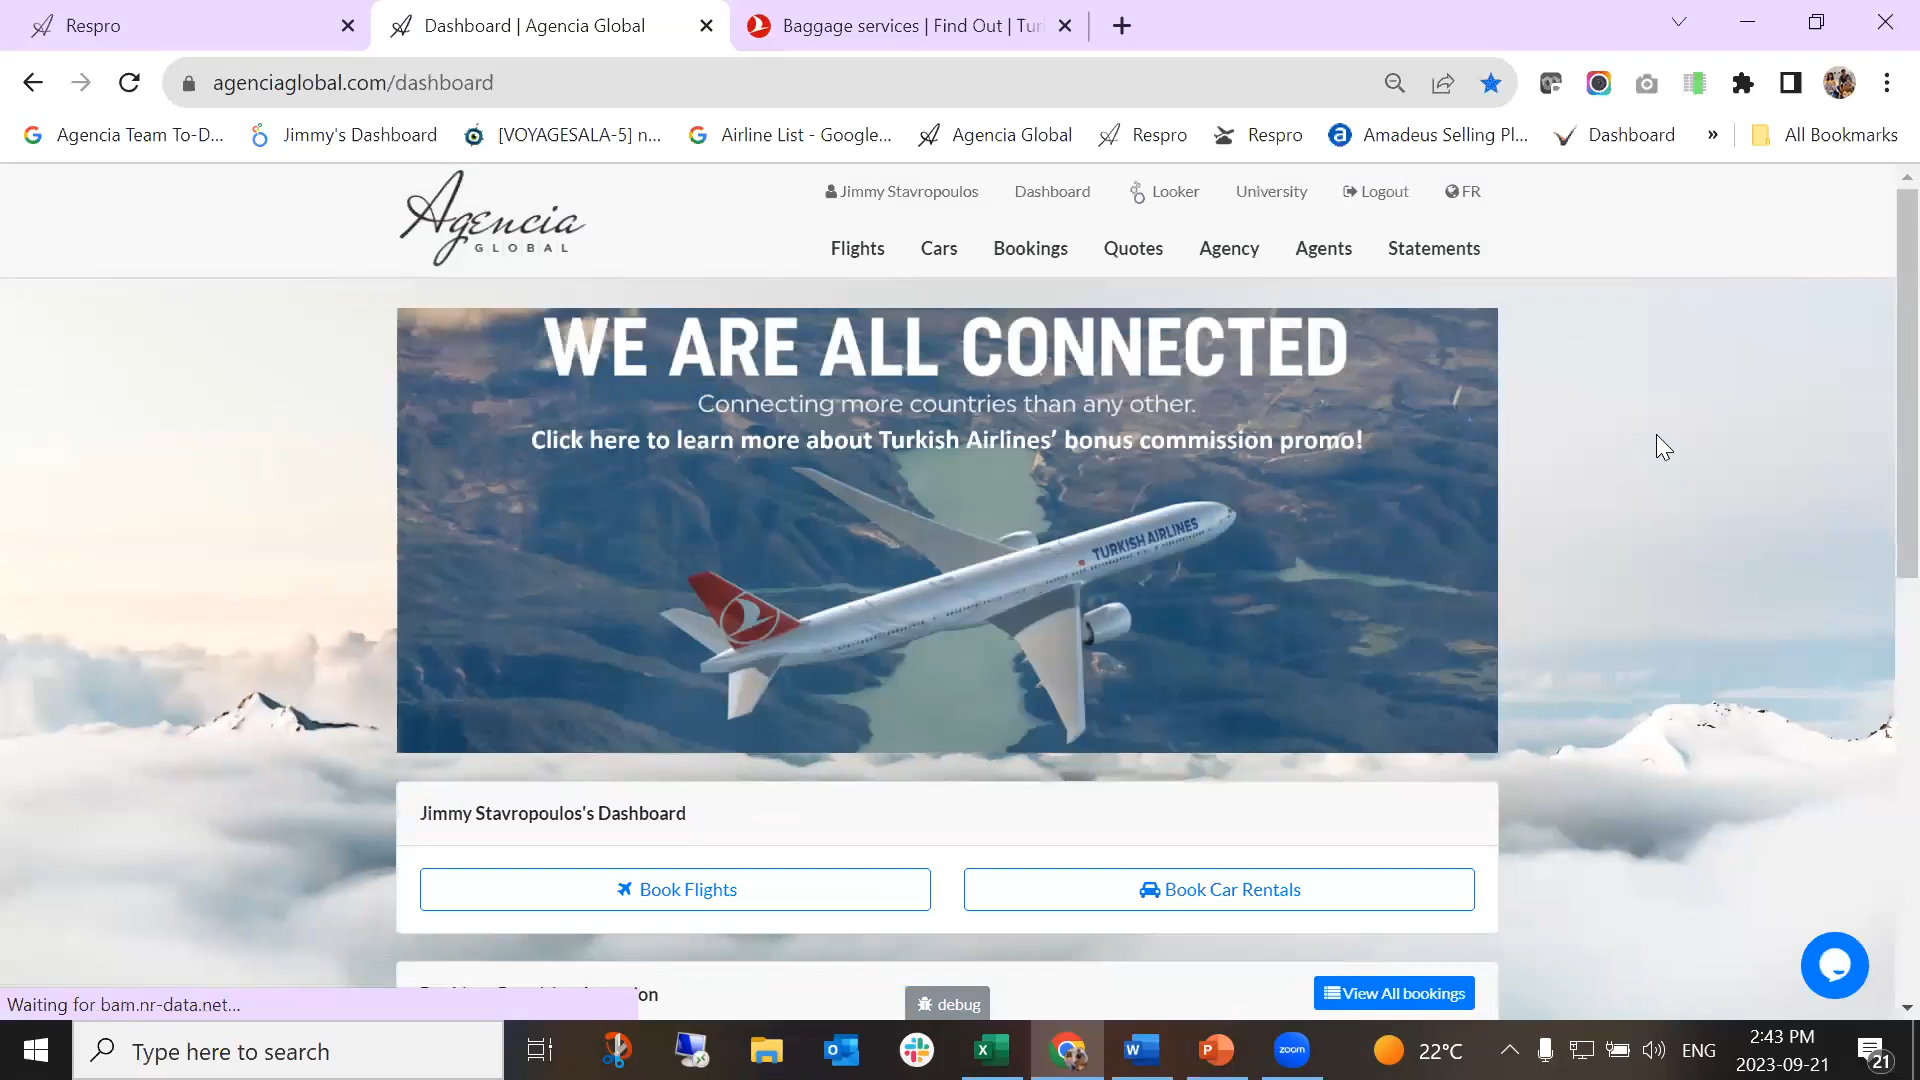 Respro
Dashboard | Agencia Global
Baggage services | Find Out | Tur
agenciaglobal.com/dashboard
Agencia Team To-D...
Jimmy's Dashboard
[VOYAGESALA-5] n...
Airline List - Google...
Agencia Global
Respro
Respro
Amadeus Selling Pl...
Dashboard
»
All Bookmarks
Agencia
GLOBAL
Jimmy Stavropoulos
Dashboard
Looker
University
Logout
FR
Flights
Cars
Bookings
Quotes
Agency
Agents
Statements
WE ARE ALL CONNECTED
Connecting more countries than any other.
Click here to learn more about Turkish Airlines' bonus commission promo!
TURKISH AIRLINES
Jimmy Stavropoulos's Dashboard
Book Flights
Book Car Rentals
View All bookings
debug
Waiting for bam.nr-data.net...
Type here to search
zoom
22°C
ENG
2:43 PM
2023-09-21
21